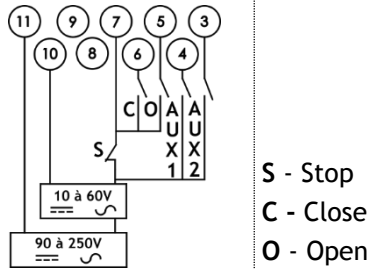 11 9 7 5 3
10 8 6 4
C O A A
U U
X X
1 2
S
10 à 60V
90 à 250V
S - Stop
C - Close
O - Open